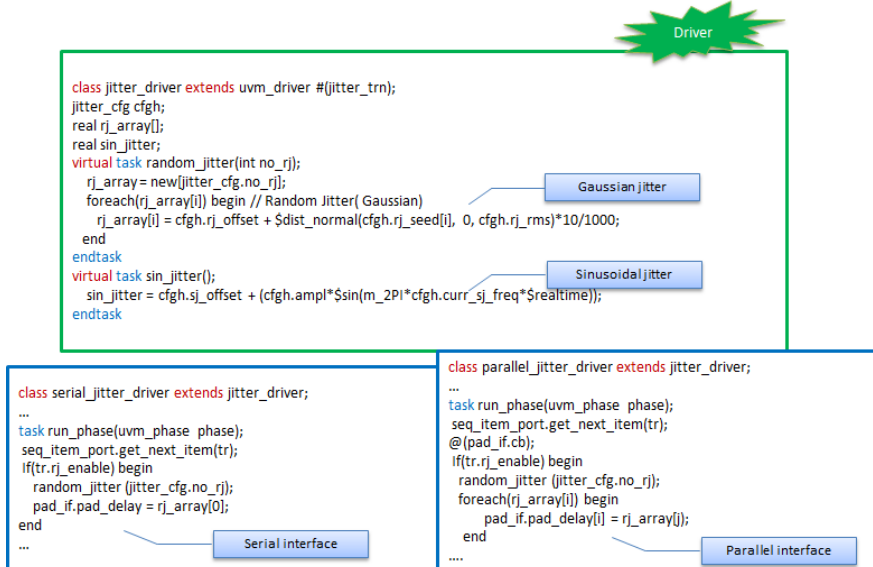 Driver
class jitter_driver extends uvm_driver #(jitter_trn);
jitter_cfg cfgh;
real rj_array[];
real sin_jitter;
virtual task random_jitter(int no_rj);
rj_array = new[jitter_cfg.no_rj];
foreach(rj_array[i]) begin // Random Jitter( Gaussian)
rj_array[i] = cfgh.rj_offset + $dist_normal(cfgh.rj_seed[i], 0, cfgh.rj_rms)*10/1000;
end
endtask
virtual task sin_jitter();
sin_jitter = cfgh.sj_offset + (cfgh.ampl*$sin(m_2PI*cfgh.curr_sj_freq*$realtime));
endtask
Gaussian jitter
Sinusoidal jitter
class serial_jitter_driver extends jitter_driver;
...
task run_phase(uvm_phase phase);
seq_item_port.get_next_item(tr);
If(tr.rj_enable) begin
random_jitter (jitter_cfg.no_rj);
pad_if.pad_delay = rj_array[0];
end
...
Serial interface
class parallel_jitter_driver extends jitter_driver;
...
task run_phase(uvm_phase phase);
seq_item_port.get_next_item(tr);
@(pad_if.cb);
If(tr.rj_enable) begin
random_jitter (jitter_cfg.no_rj);
foreach(rj_array[i]) begin
pad_if.pad_delay[i] = rj_array[j);
end
....
Parallel interface